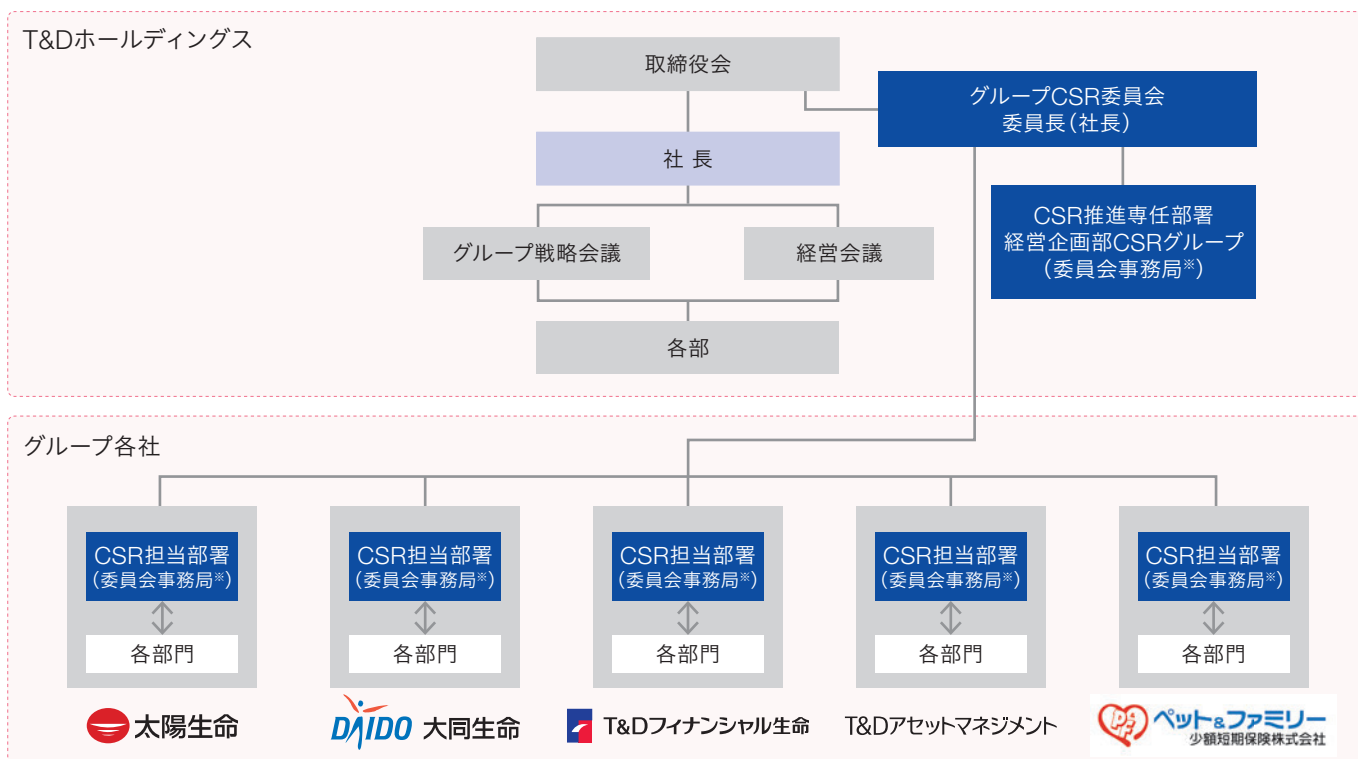 T&Dホールディングス
取締役会
グループCSR委員会
委員長（社長）
社 長
CSR推進専任部署
経営企画部CSRグループ
（委員会事務局※）
グループ戦略会議
経営会議
各部
グループ各社
CSR担当部署
（委員会事務局※）
各部門
太陽生命
CSR担当部署
（委員会事務局※）
各部門
DAIDO 大同生命
CSR担当部署
（委員会事務局※）
各部門
T&Dフィナンシャル生命
CSR担当部署
（委員会事務局※）
各部門
T&Dアセットマネジメント
CSR担当部署
（委員会事務局※）
各部門
ペット&ファミリー
少額短期保険株式会社